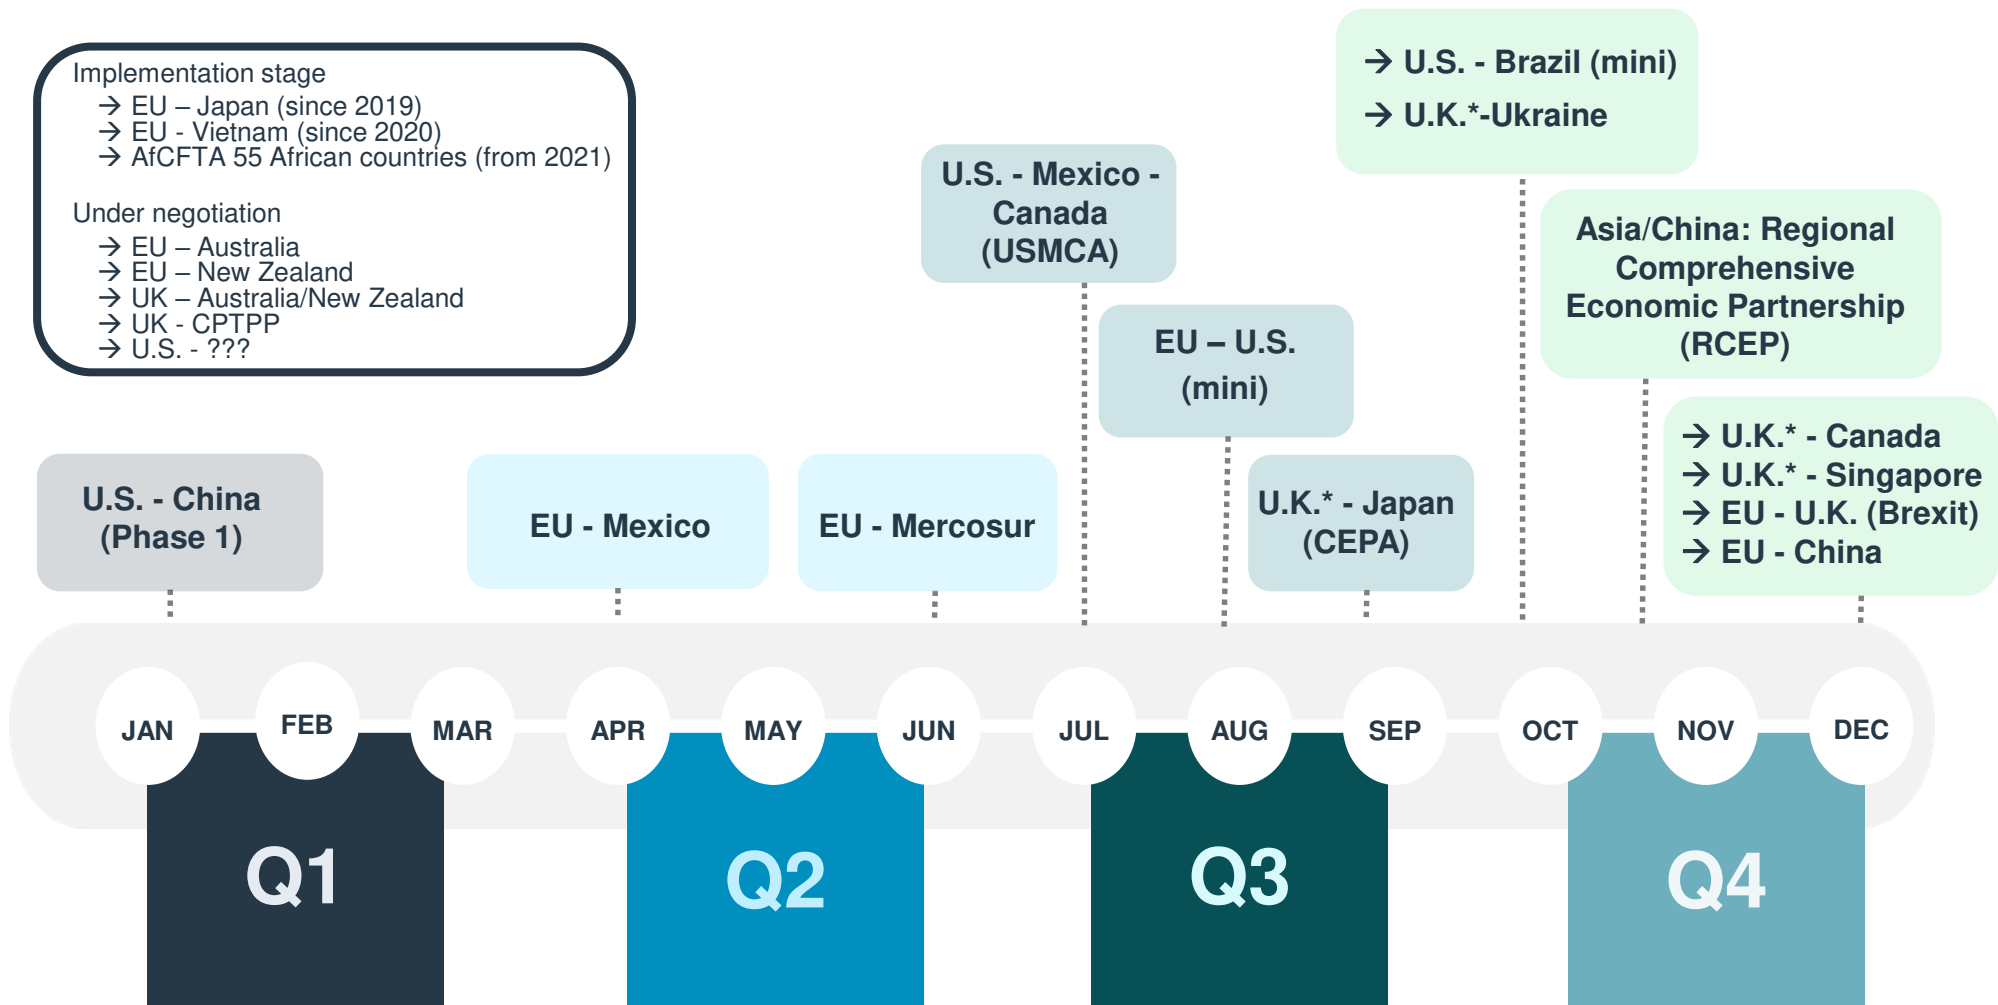 Implementation stage
→ EU – Japan (since 2019)
→ EU - Vietnam (since 2020)
→ AfCFTA 55 African countries (from 2021)
Under negotiation
→ EU – Australia
→ EU – New Zealand
→ UK – Australia/New Zealand
→ UK - CPTPP
→ U.S. - ???
U.S. - China
(Phase 1)
EU - Mexico
EU - Mercosur
U.S. - Mexico -
Canada
(USMCA)
EU – U.S.
(mini)
U.K.* - Japan
(CEPA)
→ U.S. - Brazil (mini)
→ U.K.*-Ukraine
Asia/China: Regional
Comprehensive
Economic Partnership
(RCEP)
→ U.K.* - Canada
→ U.K.* - Singapore
→ EU - U.K. (Brexit)
→ EU - China
JAN
FEB
MAR
APR
MAY
JUN
JUL
AUG
SEP
OCT
NOV
DEC
Q1
Q2
Q3
Q4